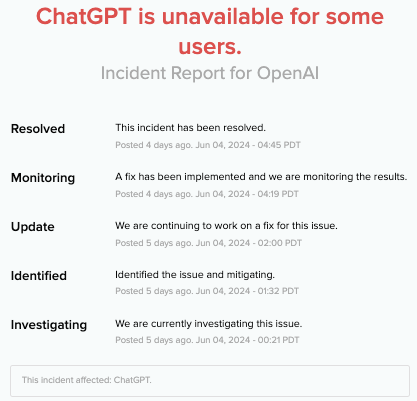 ChatGPT is unavailable for some
users.
Incident Report for OpenAI
Resolved
This incident has been resolved.
Posted 4 days ago. Jun 04, 2024 - 04:45 PDT
Monitoring
A fix has been implemented and we are monitoring the results.
Posted 4 days ago. Jun 04, 2024 - 04:19 PDT
Update
We are continuing to work on a fix for this issue.
Posted 5 days ago. Jun 04, 2024 - 02:00 PDT
Identified
Identified the issue and mitigating.
Posted 5 days ago. Jun 04, 2024 - 01:32 PDT
Investigating
We are currently investigating this issue.
Posted 5 days ago. Jun 04, 2024 - 00:21 PDT
This incident affected: ChatGPT.